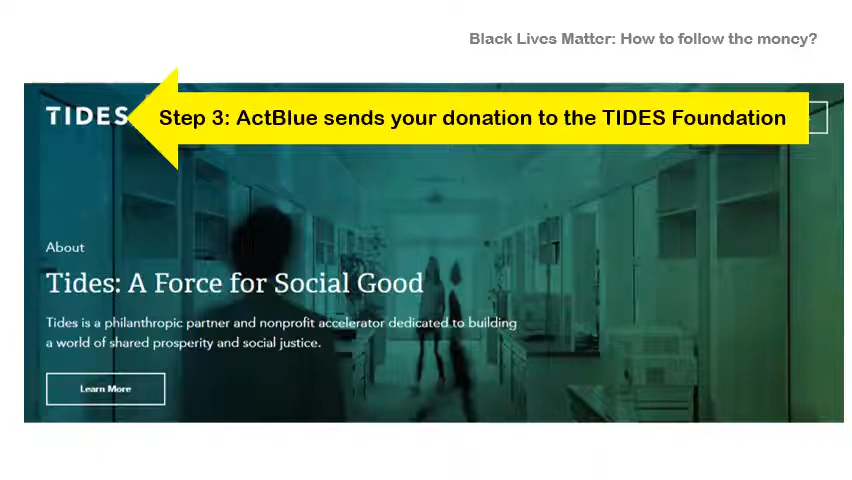 Black Lives Matter: How to follow the money?
TIDES
Step 3: ActBlue sends your donation to the TIDES Foundation
About
Tides: A Force for Social Good
Tides is a philanthropic partner and nonprofit accelerator dedicated to building
a world of shared prosperity and social justice.
Learn More